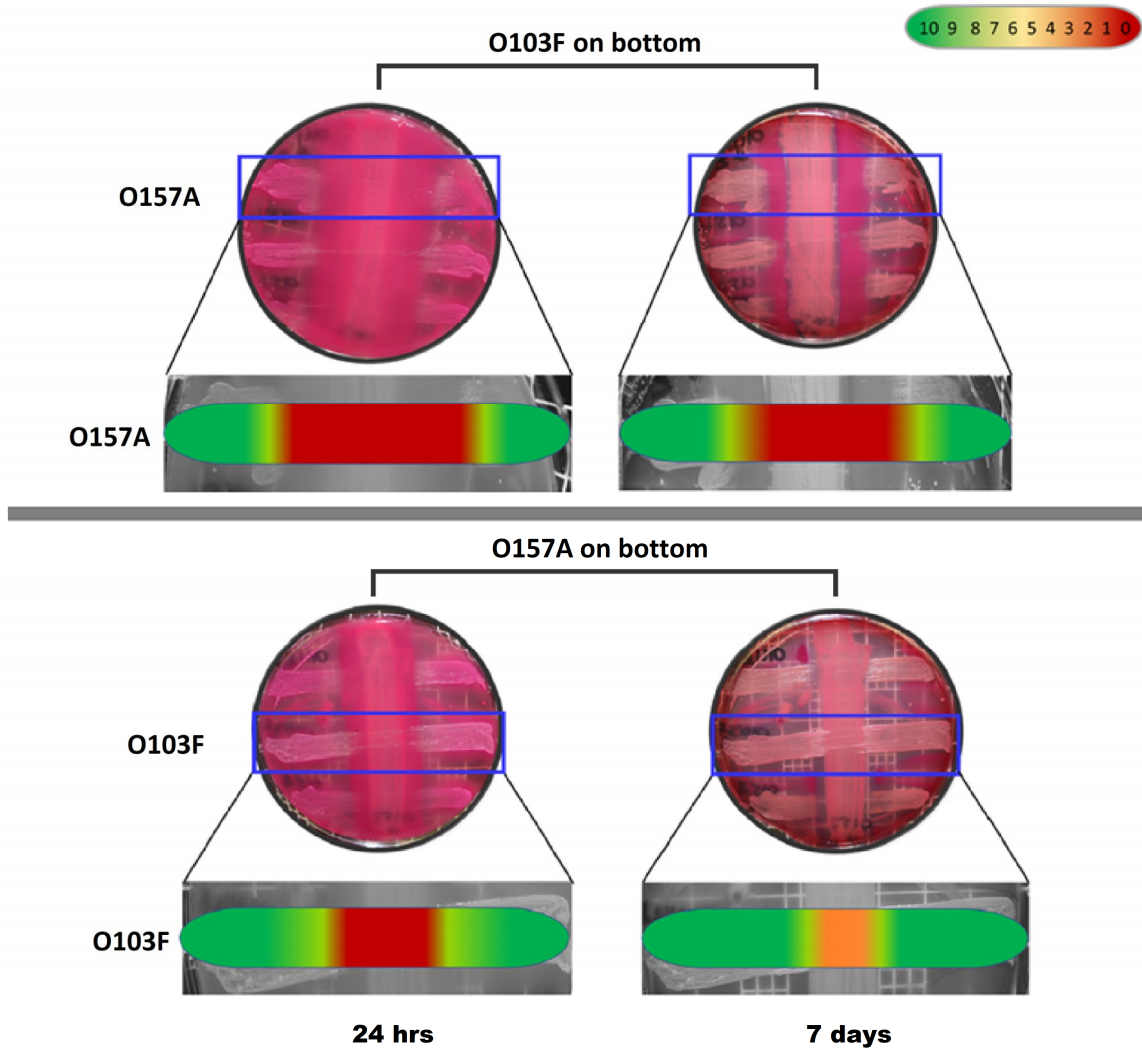 10 9 8 7 6 5 4 3 2 1 0
O103F on bottom
O157A
O157A
O157A on bottom
O103F
O103F
24 hrs
7 days